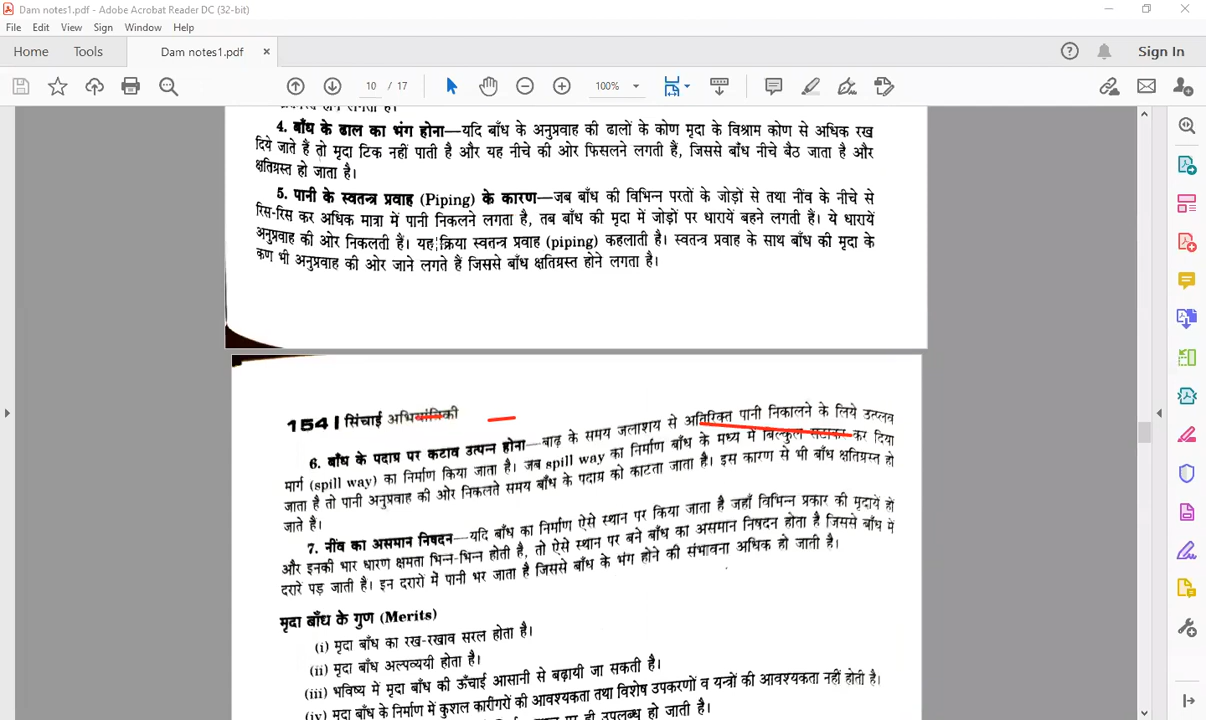 Dam notes1.pdf - Adobe Acrobat Reader DC (32-bit)
File Edit View Sign Window Help
Home Tools Dam notes1.pdf × Sign In
10 / 17 100%
4. बाँध के ढाल का भंग होना—यदि बाँध के अनुप्रवाह की ढालों के कोण मृदा के विश्राम कोण से अधिक रख
दिये जाते हैं तो मृदा टिक नहीं पाती है और यह नीचे की ओर फिसलने लगती हैं, जिससे बाँध नीचे बैठ जाता है और
क्षतिग्रस्त हो जाता है।
5. पानी के स्वतन्त्र प्रवाह (Piping) के कारण—जब बाँध की विभिन्न परतों के जोड़ों से तथा नींव के नीचे से
रिस-रिस कर अधिक मात्रा में पानी निकलने लगता है, तब बाँध की मृदा में जोड़ों पर धारायें बहने लगती हैं। ये धारायें
अनुप्रवाह की ओर निकलती हैं। यह क्रिया स्वतन्त्र प्रवाह (piping) कहलाती है। स्वतन्त्र प्रवाह के साथ बाँध की मृदा के
कण भी अनुप्रवाह की ओर जाने लगते हैं जिससे बाँध क्षतिग्रस्त होने लगता है।
154 | सिंचाई अभियांत्रिकी
6. बाँध के पदाग्र पर कटाव उत्पन्न होना—बाढ़ के समय जलाशय से अतिरिक्त पानी निकालने के लिये उत्प्लव
मार्ग (spill way) का निर्माण किया जाता है। जब spill way का निर्माण बाँध के मध्य में बिल्कुल सटाकर कर दिया
जाता है तो पानी अनुप्रवाह की ओर निकलते समय बाँध के पदाग्र को काटता जाता है। इस कारण से भी बाँध क्षतिग्रस्त हो
जाते हैं।
7. नींव का असमान निषदन—यदि बाँध का निर्माण ऐसे स्थान पर किया जाता है जहाँ विभिन्न प्रकार की मृदायें हों
और इनकी भार धारण क्षमता भिन्न-भिन्न होती है, तो ऐसे स्थान पर बने बाँध का असमान निषदन होता है जिससे बाँध में
दरारें पड़ जाती है। इन दरारो में पानी भर जाता है जिससे बाँध के भंग होने की संभावना अधिक हो जाती है।
मृदा बाँध के गुण (Merits)
(i) मृदा बाँध का रख-रखाव सरल होता है।
(ii) मृदा बाँध अल्पव्ययी होता है।
(iii) भविष्य में मृदा बाँध की ऊँचाई आसानी से बढ़ायी जा सकती है।
(iv) मृदा बाँध के निर्माण में कुशल कारीगरों की आवश्यकता तथा विशेष उपकरणों व यन्त्रों की आवश्यकता नहीं होती है।
पर ही उपलब्ध हो जाती है।